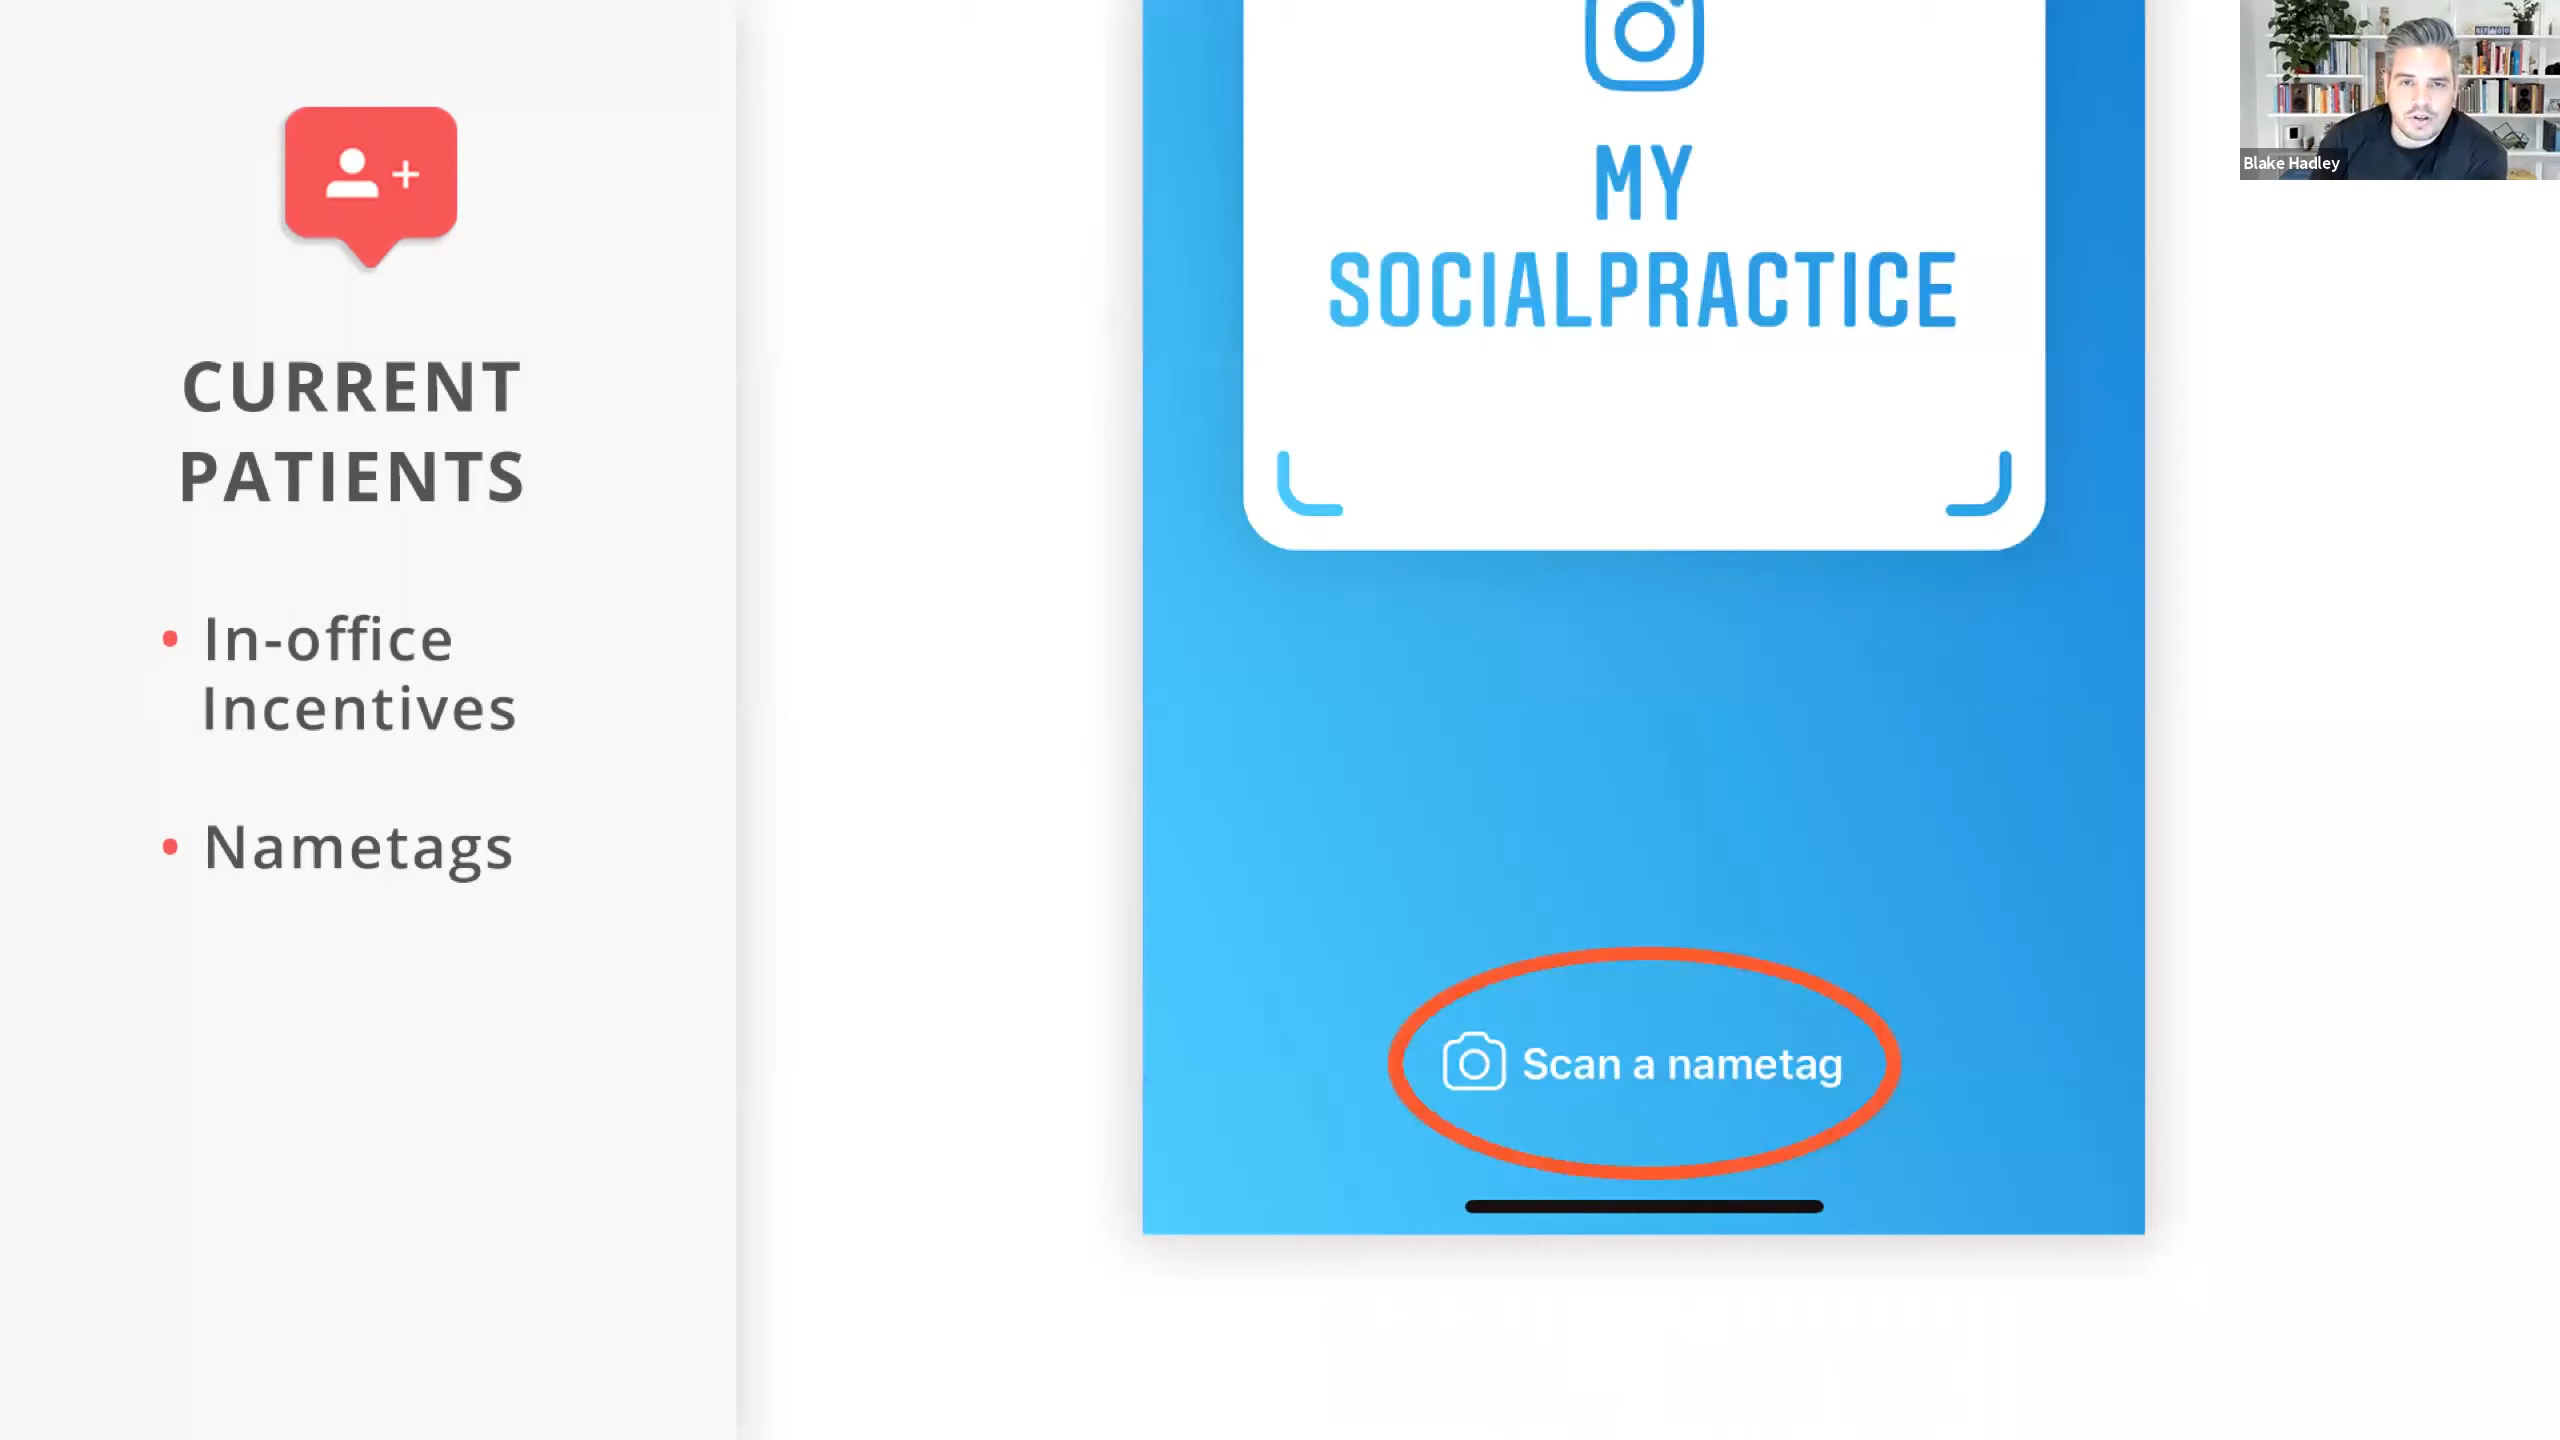 CURRENT
PATIENTS
• In-office
Incentives
• Nametags
MY
SOCIALPRACTICE
Scan a nametag
Blake Hadley